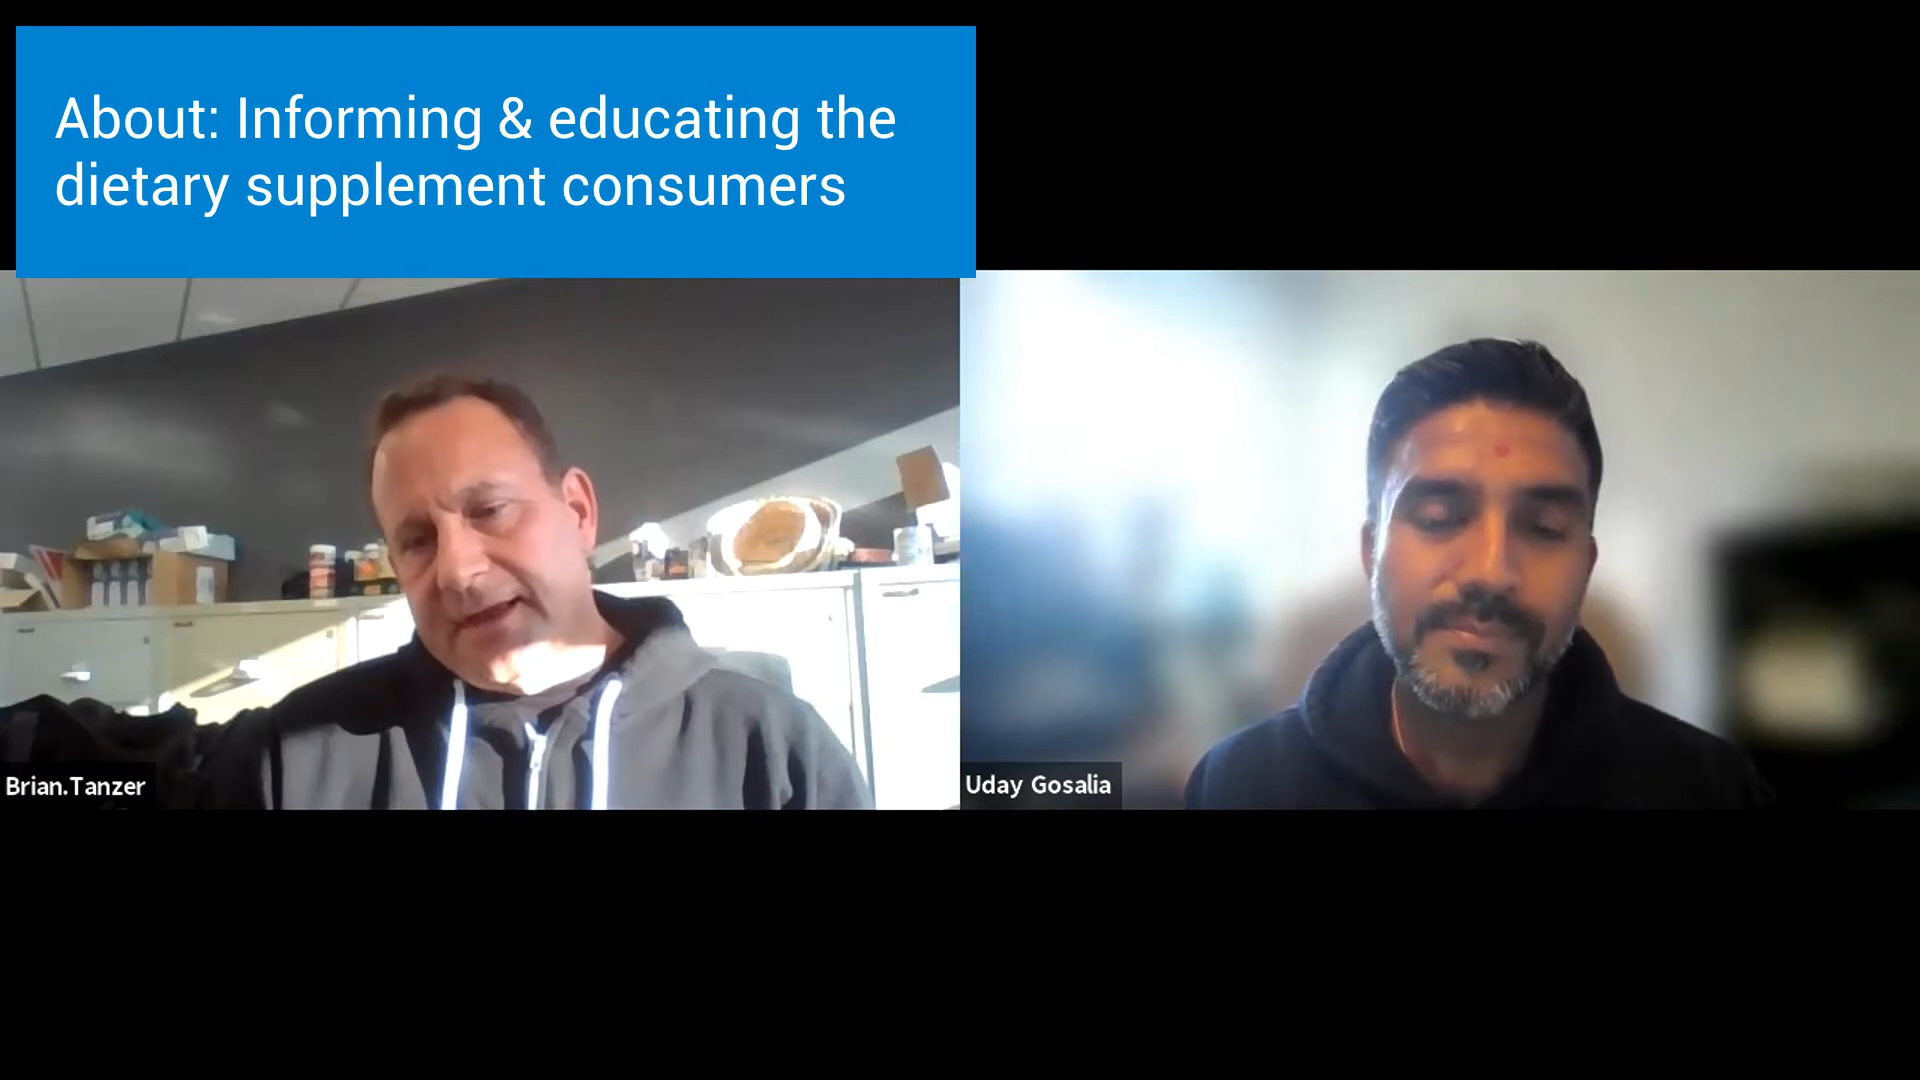 About: Informing & educating the
dietary supplement consumers
Brian.Tanzer
Uday Gosalia